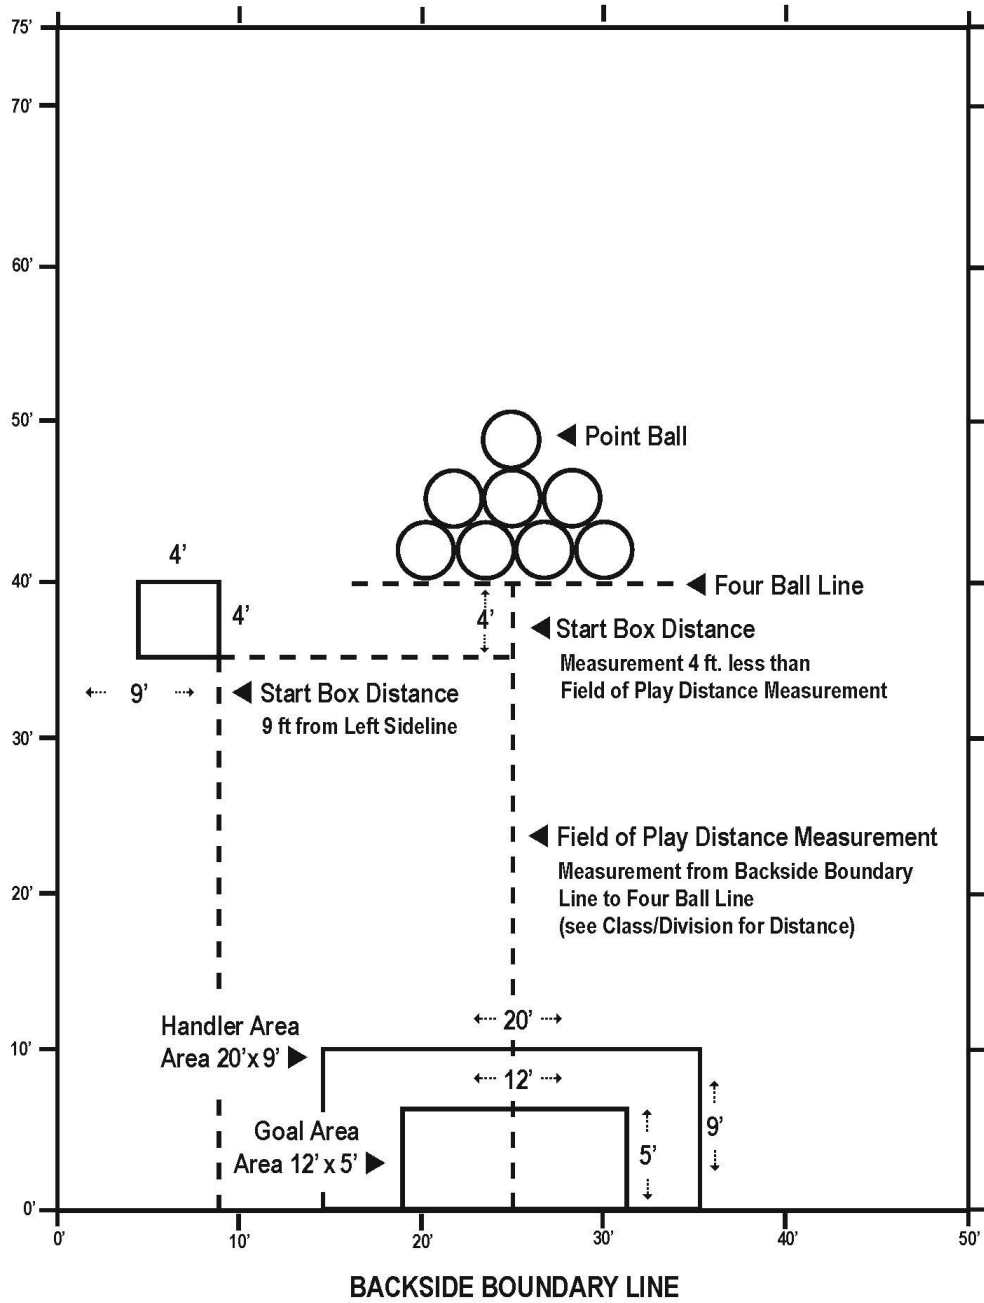 75'
70'
60'
50'
Point Ball
4'
40'
Four Ball Line
4'
4'
Start Box Distance
Measurement 4 ft. less than
Field of Play Distance Measurement
9'
Start Box Distance
9 ft from Left Sideline
30'
Field of Play Distance Measurement
Measurement from Backside Boundary
Line to Four Ball Line
(see Class/Division for Distance)
20'
Handler Area
Area 20'x 9'
20'
10'
12'
9'
Goal Area
Area 12' x 5'
5'
0'
0'
10'
20'
30'
40'
50'
BACKSIDE BOUNDARY LINE